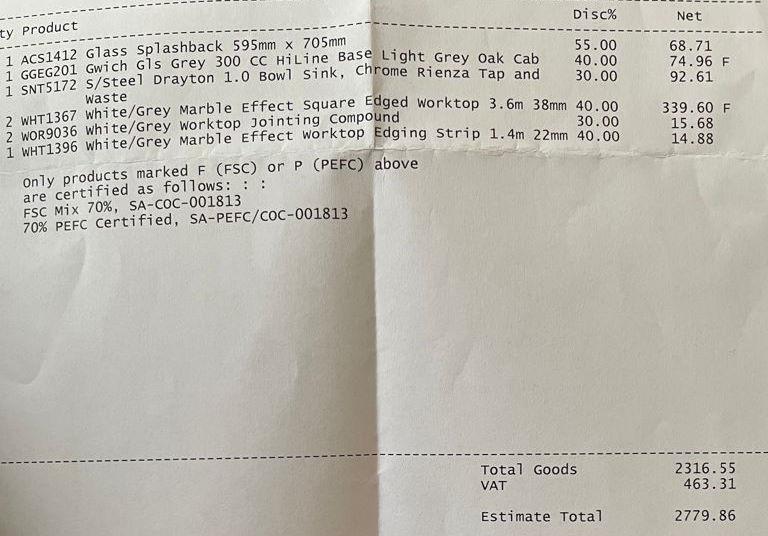 ty Product Disc% Net
1 ACS1412 Glass Splashback 595mm x 705mm 55.00 68.71
1 GGEG201 Gwich Gls Grey 300 CC HiLine Base Light Grey Oak Cab 40.00 74.96 F
1 SNT5172 S/Steel Drayton 1.0 Bowl Sink, Chrome Rienza Tap and 30.00 92.61
waste
2 WHT1367 White/Grey Marble Effect Square Edged Worktop 3.6m 38mm 40.00 339.60 F
2 WOR9036 White/Grey Worktop Jointing Compound 30.00 15.68
1 WHT1396 White/Grey Marble Effect Worktop Edging Strip 1.4m 22mm 40.00 14.88
Only products marked F (FSC) or P (PEFC) above
are certified as follows: : :
FSC Mix 70%, SA-COC-001813
70% PEFC Certified, SA-PEFC/COC-001813
Total Goods 2316.55
VAT 463.31
Estimate Total 2779.86